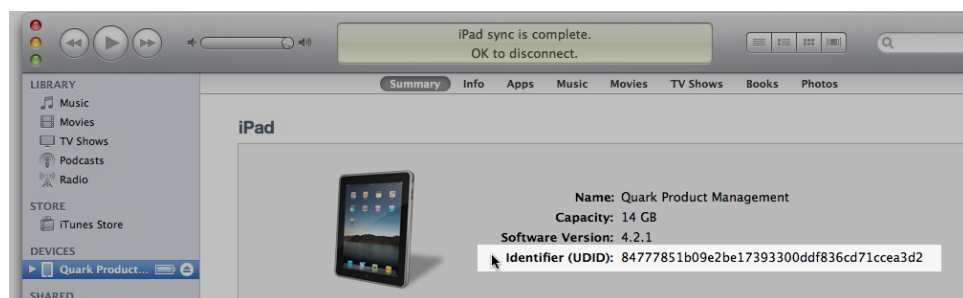 iPad sync is complete.
OK to disconnect.
Summary Info Apps Music Movies TV Shows Books Photos
LIBRARY
Music
Movies
TV Shows
Podcasts
Radio
STORE
iTunes Store
DEVICES
Quark Product...
SHARED
iPad
Name: Quark Product Management
Capacity: 14 GB
Software Version: 4.2.1
Identifier (UDID): 84777851b09e2be17393300ddf836cd71ccea3d2